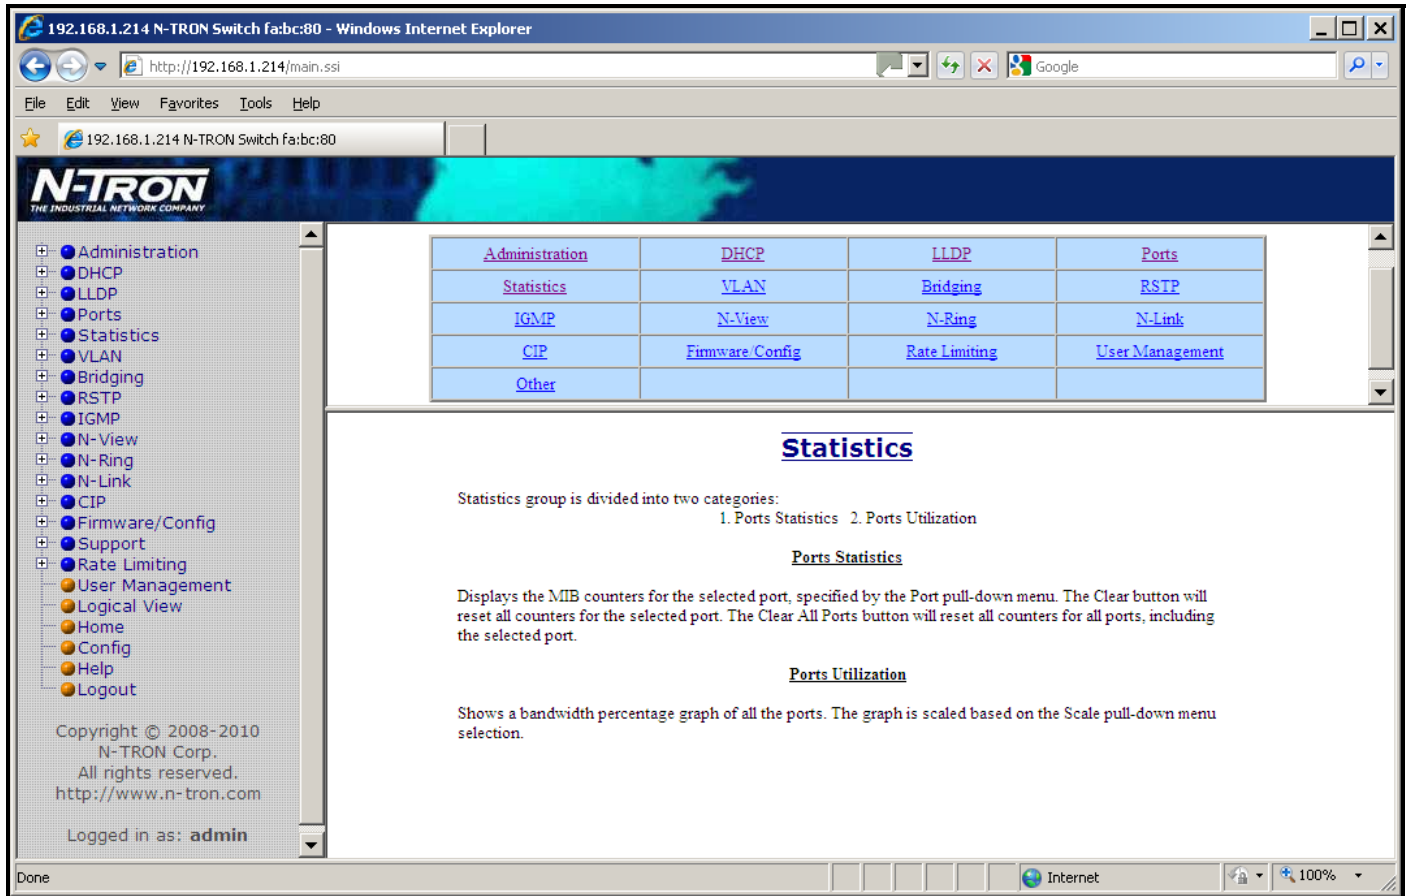 192.168.1.214 N-TRON Switch fa:bc:80 - Windows Internet Explorer
http://192.168.1.214/main.ssi
Google
File Edit View Favorites Tools Help
192.168.1.214 N-TRON Switch fa:bc:80
N-TRON
THE INDUSTRIAL NETWORK COMPANY
Administration
DHCP
LLDP
Ports
Statistics
VLAN
Bridging
RSTP
IGMP
N-View
N-Ring
N-Link
CIP
Firmware/Config
Support
Rate Limiting
User Management
Logical View
Home
Config
Help
Logout
Copyright © 2008-2010
N-TRON Corp.
All rights reserved.
http://www.n-tron.com
Logged in as: admin
Administration DHCP LLDP Ports
Statistics VLAN Bridging RSTP
IGMP N-View N-Ring N-Link
CIP Firmware/Config Rate Limiting User Management
Other
Statistics
Statistics group is divided into two categories:
1. Ports Statistics 2. Ports Utilization
Ports Statistics
Displays the MIB counters for the selected port, specified by the Port pull-down menu. The Clear button will
reset all counters for the selected port. The Clear All Ports button will reset all counters for all ports, including
the selected port.
Ports Utilization
Shows a bandwidth percentage graph of all the ports. The graph is scaled based on the Scale pull-down menu
selection.
Done
Internet
100%